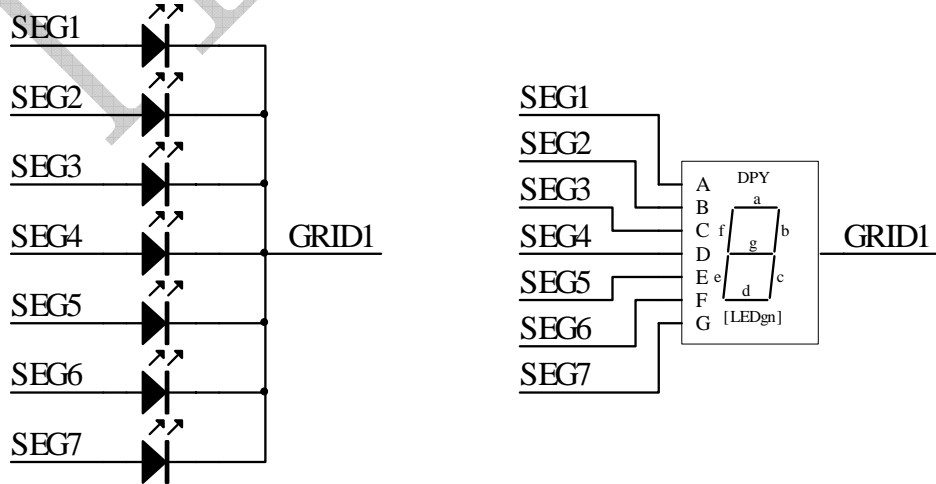 SEG1
SEG2
SEG3
SEG4
SEG5
SEG6
SEG7
GRID1
SEG1
SEG2
SEG3
SEG4
SEG5
SEG6
SEG7
A
B
C
D
E
F
G
DPY
a
f
b
g
e
c
d
[LEDgn]
GRID1